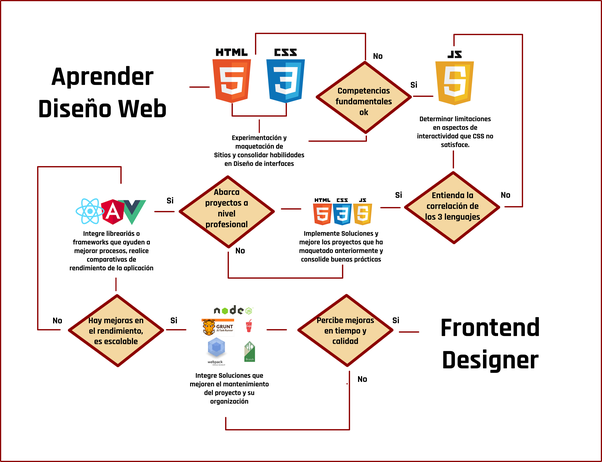 Aprender
Diseño Web
HTML
5
CSS
3
No
Competencias
fundamentales
ok
Si
JS
5
Experimentación y
maquetación de
Sitios y consolidar habilidades
en Diseño de interfaces
Determinar limitaciones
en aspectos de
interactividad que CSS no
satisface.
Entienda la
correlación de
los 3 lenguajes
No
Si
HTML CSS JS
5 3 5
Implemente Soluciones y
mejore los proyectos que ha
maquetado anteriormente y
consolide buenas prácticas
Abarca
proyectos a
nivel
profesional
No
Si
A
Integre librearías o
frameworks que ayuden a
mejorar procesos, realice
comparativas de
rendimiento de la aplicación
Hay mejoras en
el rendimiento,
es escalable
No
Si
node
GRUNT
webpack
Integre Soluciones que
mejoren el mantenimiento
del proyecto y su
organización
Percibe mejoras
en tiempo y
calidad
No
Si
Frontend
Designer